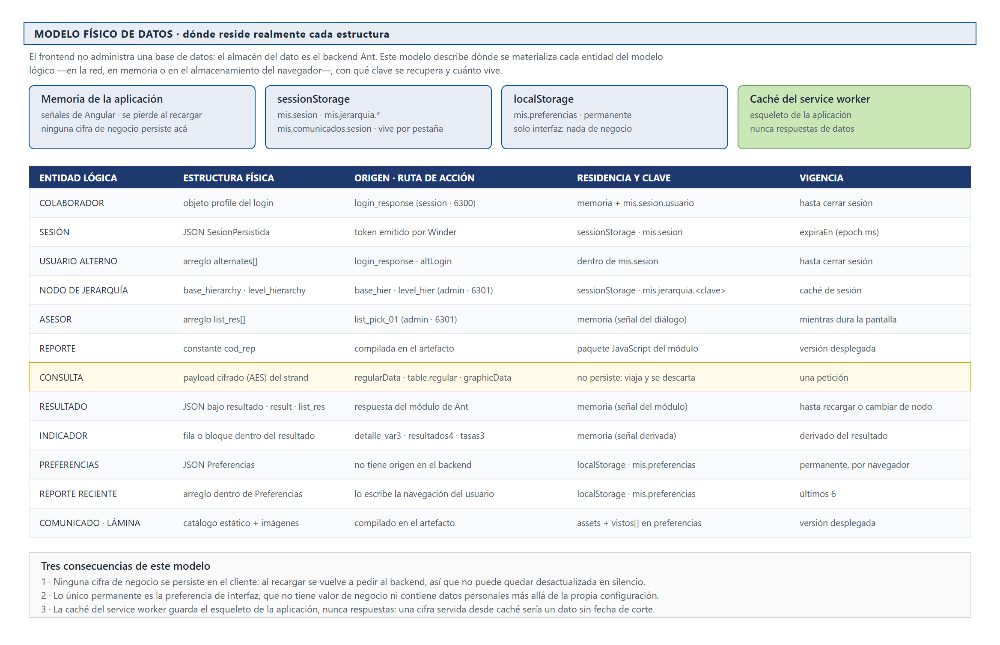 MODELO FÍSICO DE DATOS · dónde reside realmente cada estructura
El frontend no administra una base de datos: el almacén del dato es el backend Ant. Este modelo describe dónde se materializa cada entidad del modelo
lógico —en la red, en memoria o en el almacenamiento del navegador—, con qué clave se recupera y cuánto vive.
Memoria de la aplicación
señales de Angular · se pierde al recargar
ninguna cifra de negocio persiste acá
sessionStorage
mis.sesion · mis.jerarquia.*
mis.comunicados.sesion · vive por pestaña
localStorage
mis.preferencias · permanente
solo interfaz: nada de negocio
Caché del service worker
esqueleto de la aplicación
nunca respuestas de datos
ENTIDAD LÓGICA ESTRUCTURA FÍSICA ORIGEN · RUTA DE ACCIÓN RESIDENCIA Y CLAVE VIGENCIA
COLABORADOR objeto profile del login login_response (session · 6300) memoria + mis.sesion.usuario hasta cerrar sesión
SESIÓN JSON SesionPersistida token emitido por Winder sessionStorage · mis.sesion expiraEn (epoch ms)
USUARIO ALTERNO arreglo alternates[] login_response · altLogin dentro de mis.sesion hasta cerrar sesión
NODO DE JERARQUÍA base_hierarchy · level_hierarchy base_hier · level_hier (admin · 6301) sessionStorage · mis.jerarquia.<clave> caché de sesión
ASESOR arreglo list_res[] list_pick_01 (admin · 6301) memoria (señal del diálogo) mientras dura la pantalla
REPORTE constante cod_rep compilada en el artefacto paquete JavaScript del módulo versión desplegada
CONSULTA payload cifrado (AES) del strand regularData · table.regular · graphicData no persiste: viaja y se descarta una petición
RESULTADO JSON bajo resultado · result · list_res respuesta del módulo de Ant memoria (señal del módulo) hasta recargar o cambiar de nodo
INDICADOR fila o bloque dentro del resultado detalle_var3 · resultados4 · tasas3 memoria (señal derivada) derivado del resultado
PREFERENCIAS JSON Preferencias no tiene origen en el backend localStorage · mis.preferencias permanente, por navegador
REPORTE RECIENTE arreglo dentro de Preferencias lo escribe la navegación del usuario localStorage · mis.preferencias últimos 6
COMUNICADO · LÁMINA catálogo estático + imágenes compilado en el artefacto assets + vistos[] en preferencias versión desplegada
Tres consecuencias de este modelo
1 · Ninguna cifra de negocio se persiste en el cliente: al recargar se vuelve a pedir al backend, así que no puede quedar desactualizada en silencio.
2 · Lo único permanente es la preferencia de interfaz, que no tiene valor de negocio ni contiene datos personales más allá de la propia configuración.
3 · La caché del service worker guarda el esqueleto de la aplicación, nunca respuestas: una cifra servida desde caché sería un dato sin fecha de corte.